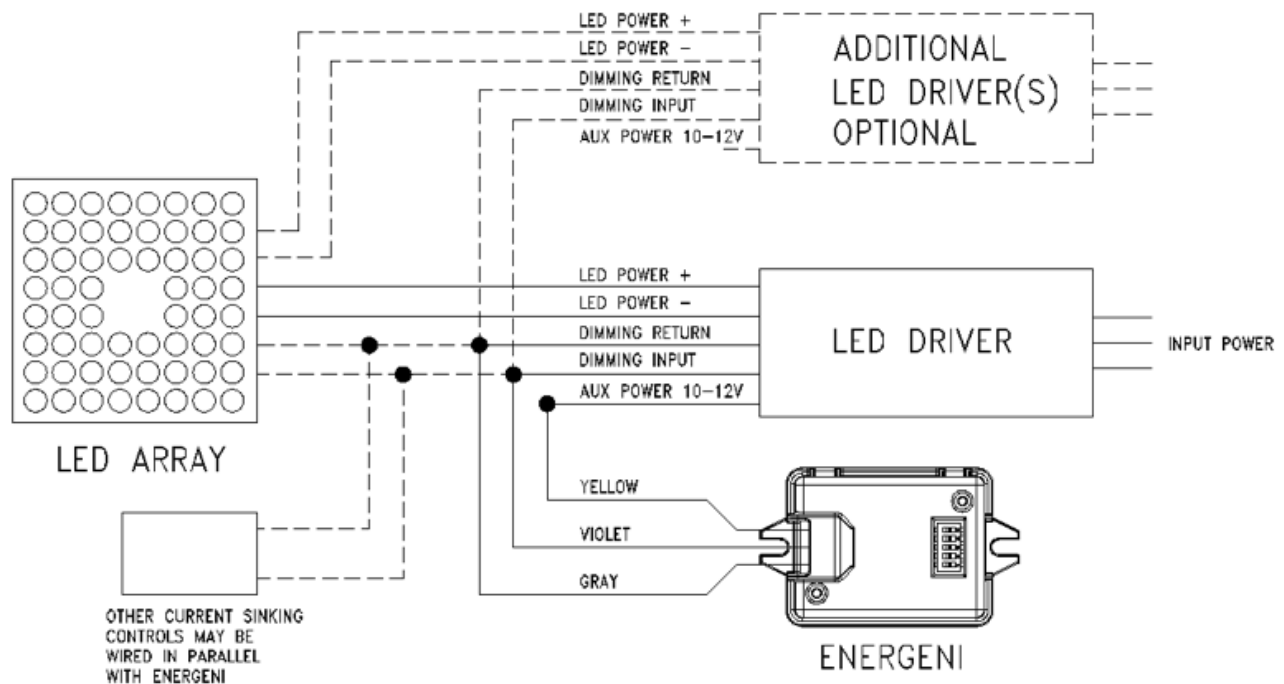 LED POWER +
LED POWER -
DIMMING RETURN
DIMMING INPUT
AUX POWER 10-12V
ADDITIONAL
LED DRIVER(S)
OPTIONAL
LED ARRAY
LED POWER +
LED POWER -
DIMMING RETURN
DIMMING INPUT
AUX POWER 10-12V
LED DRIVER
INPUT POWER
YELLOW
VIOLET
GRAY
ENERGENI
OTHER CURRENT SINKING
CONTROLS MAY BE
WIRED IN PARALLEL
WITH ENERGENI